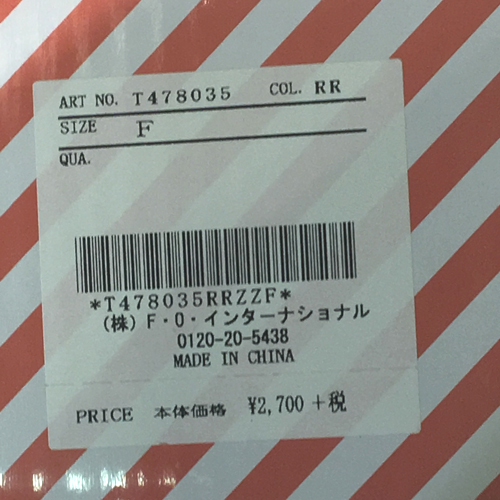 ART NO. T478035 COL. RR
SIZE F
QUA.
*T478035RRZZF*
(株) F・O・インターナショナル
0120-20-5438
MADE IN CHINA
PRICE 本体価格 ¥2,700 +税